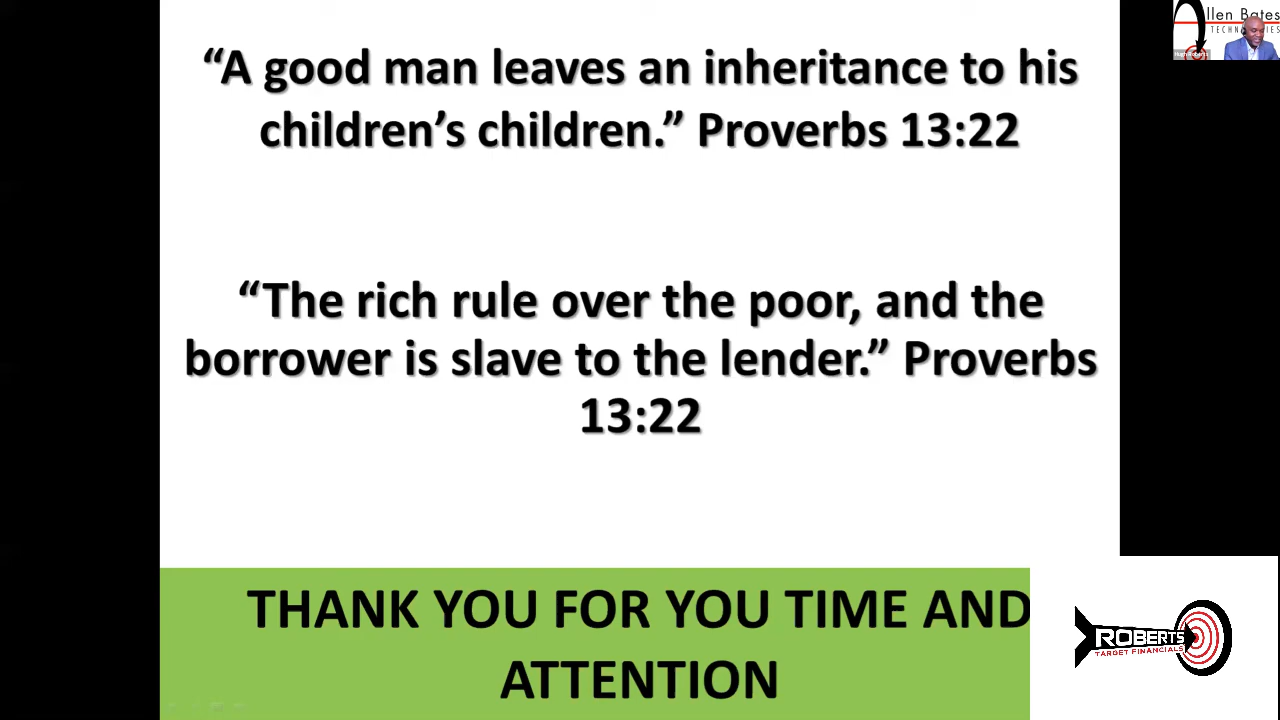 “A good man leaves an inheritance to his
children’s children.” Proverbs 13:22
“The rich rule over the poor, and the
borrower is slave to the lender.” Proverbs
13:22
THANK YOU FOR YOU TIME AND
ATTENTION
ROBERTS
TARGET FINANCIALS
llen Bates
TECHNOLOGIES